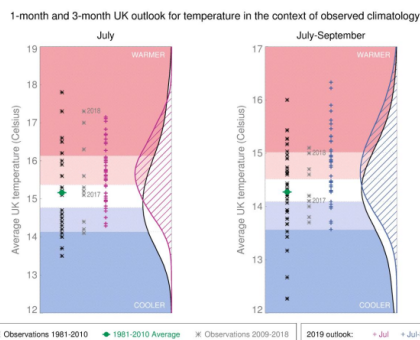 1-month and 3-month UK outlook for temperature in the context of observed climatology
July
July-September
Average UK temperature (Celsius)
19
18
17
16
15
14
13
12
WARMER
2018
2017
COOLER
Average UK temperature (Celsius)
17
16
15
14
13
12
WARMER
2018
2017
COOLER
Observations 1981-2010
1981-2010 Average
Observations 2009-2018
2019 outlook:
+ Jul
+ Jul-